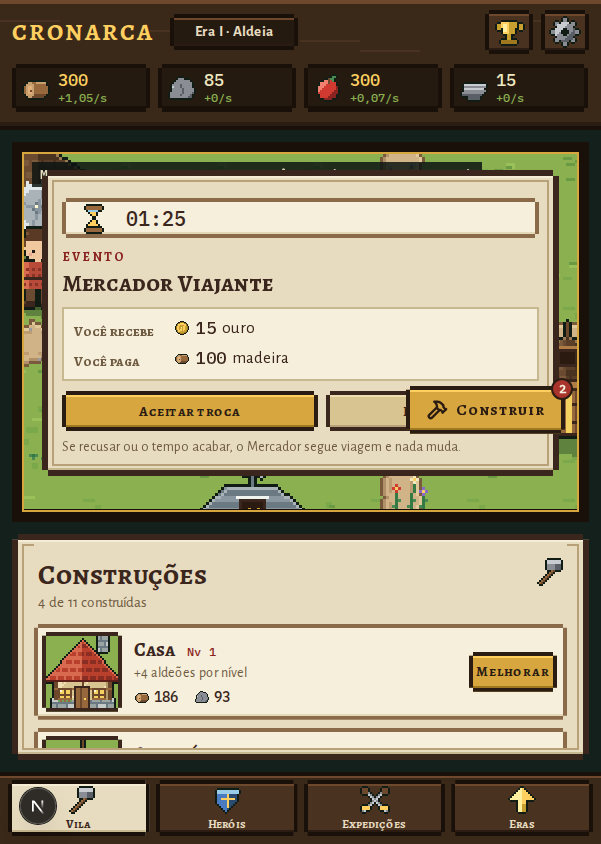 CRONARCA
Era I · Aldeia
300
+1,05/s
85
+0/s
300
+0,07/s
15
+0/s
01:25
EVENTO
Mercador Viajante
Você recebe 15 ouro
Você paga 100 madeira
Aceitar troca
Construir
2
Se recusar ou o tempo acabar, o Mercador segue viagem e nada muda.
Construções
4 de 11 construídas
Casa Nv 1
+4 aldeões por nível
186 93
Melhorar
N
Vila
Heróis
Expedições
Eras